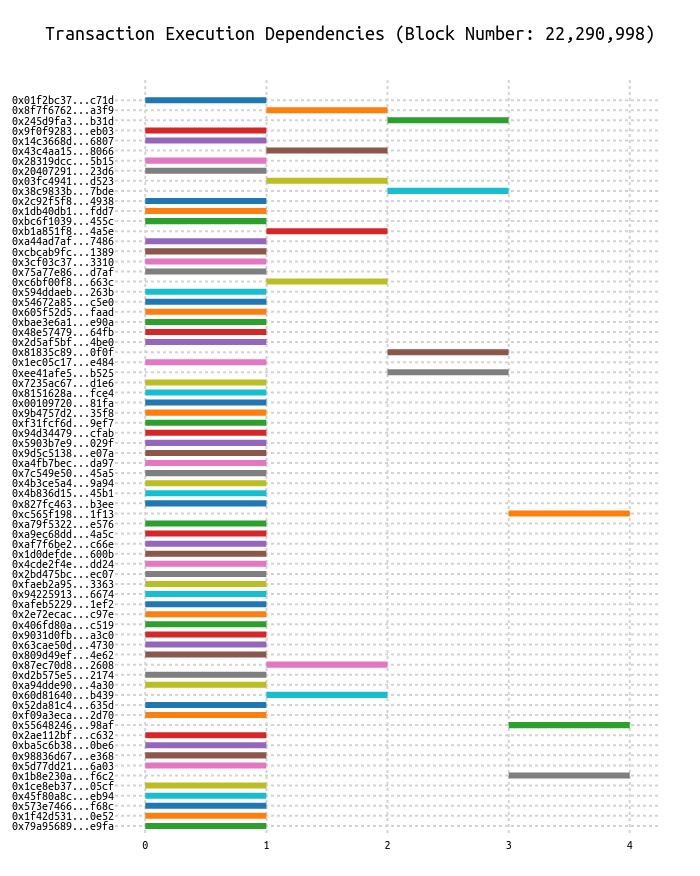 Transaction Execution Dependencies (Block Number: 22,290,998)
0x01f2bc37...c71d
0x8f7f6762...a3f9
0x245d9fa3...b31d
0x9f0f9283...eb03
0x14c3668d...6807
0x43c4aa15...8066
0x28319dcc...5b15
0x20407291...23d6
0x03fc4941...d523
0x38c9833b...7bde
0x2c92f5f8...4938
0x1db40db1...fdd7
0xbc6f1039...455c
0xb1a851f8...4a5e
0xa44ad7af...7486
0xcbcab9fc...1389
0x3cf03c37...3310
0x75a77e86...d7af
0xc6bf00f8...663c
0x594ddaeb...263b
0x54672a85...c5e0
0x605f52d5...faad
0xbae3e6a1...e90a
0x48e57479...64fb
0x2d5af5bf...4be0
0x81835c89...0f0f
0x1ec05c17...e484
0xee41afe5...b525
0x7235ac67...d1e6
0x8151628a...fce4
0x00109720...81fa
0x9b4757d2...35f8
0xf31fcf6d...9ef7
0x94d34479...cfab
0x5903b7e9...029f
0x9d5c5138...e07a
0xa4fb7bec...da97
0x7c549e50...45a5
0x4b3ce5a4...9a94
0x4b836d15...45b1
0x827fc463...b3ee
0xc565f198...1f13
0xa79f5322...e576
0xa9ec68dd...4a5c
0xaf7f6be2...c66e
0x1d0defde...600b
0x4cde2f4e...dd24
0x2bd475bc...ec07
0xfaeb2a95...3363
0x94225913...6674
0xafeb5229...1ef2
0x2e72ecac...c97e
0x406fd80a...c519
0x9031d0fb...a3c0
0x63cae50d...4730
0x809d49ef...4e62
0x87ec70d8...2608
0xd2b575e5...2174
0xa94dde90...4a30
0x60d81640...b439
0x52da81c4...635d
0xf09a3eca...2d70
0x55648246...98af
0x2ae112bf...c632
0xba5c6b38...0be6
0x98836d67...e368
0x5d77dd21...6a03
0x1b8e230a...f6c2
0x1ce8eb37...05cf
0x45f80a8c...eb94
0x573e7466...f68c
0x1f42d531...0e52
0x79a95689...e9fa
0 1 2 3 4